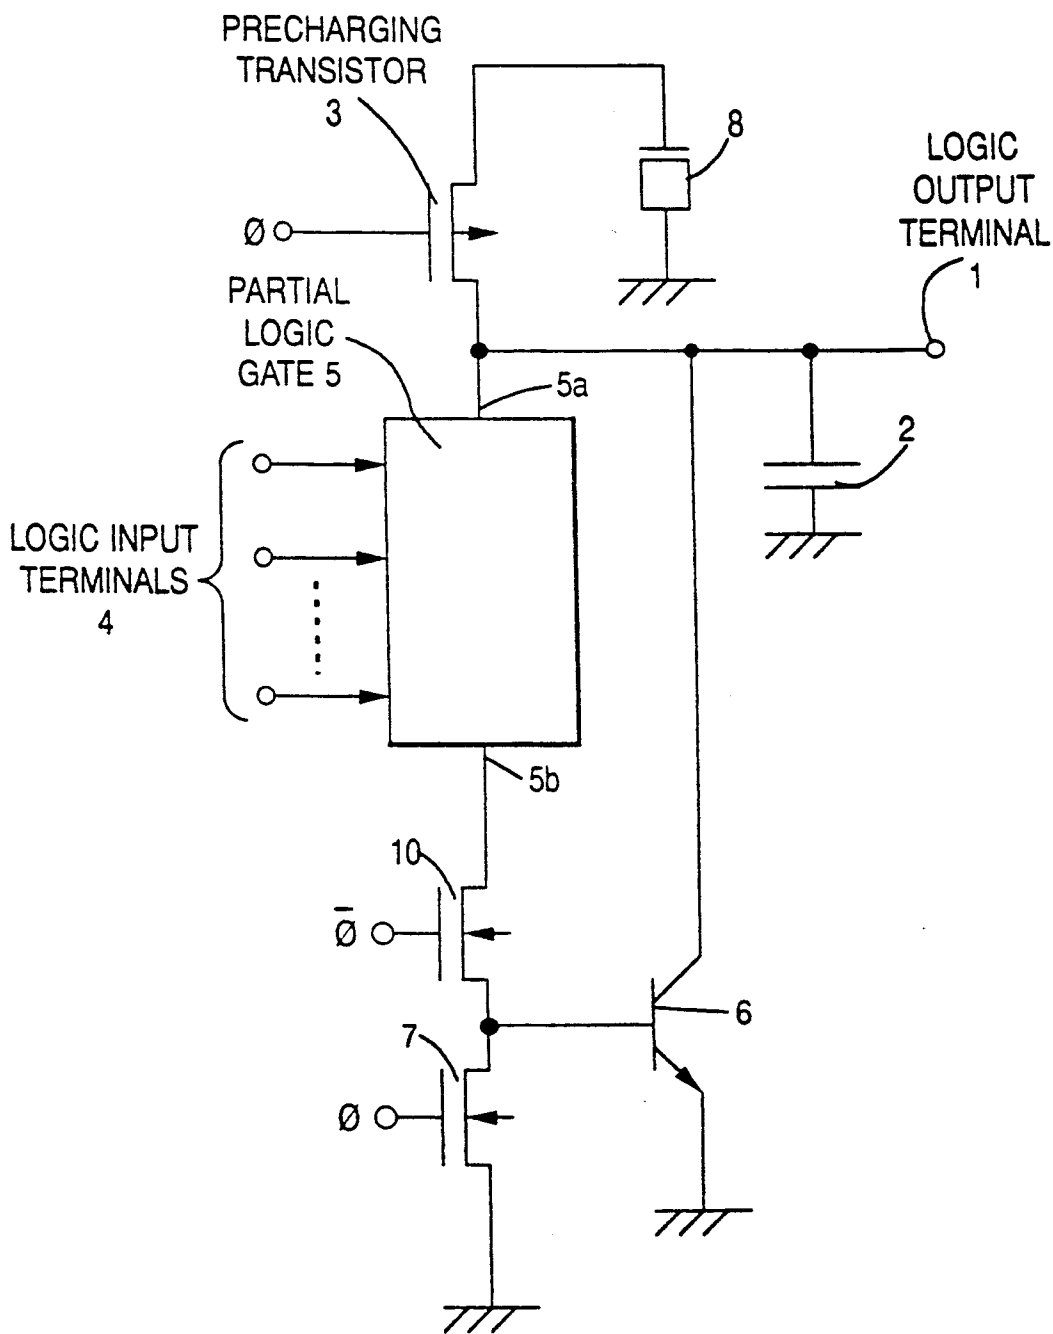 PRECHARGING
TRANSISTOR
3
8
LOGIC
OUTPUT
TERMINAL
1
Ø
PARTIAL
LOGIC
GATE 5
5a
2
LOGIC INPUT
TERMINALS
4
5b
10
Ø̅
6
7
Ø